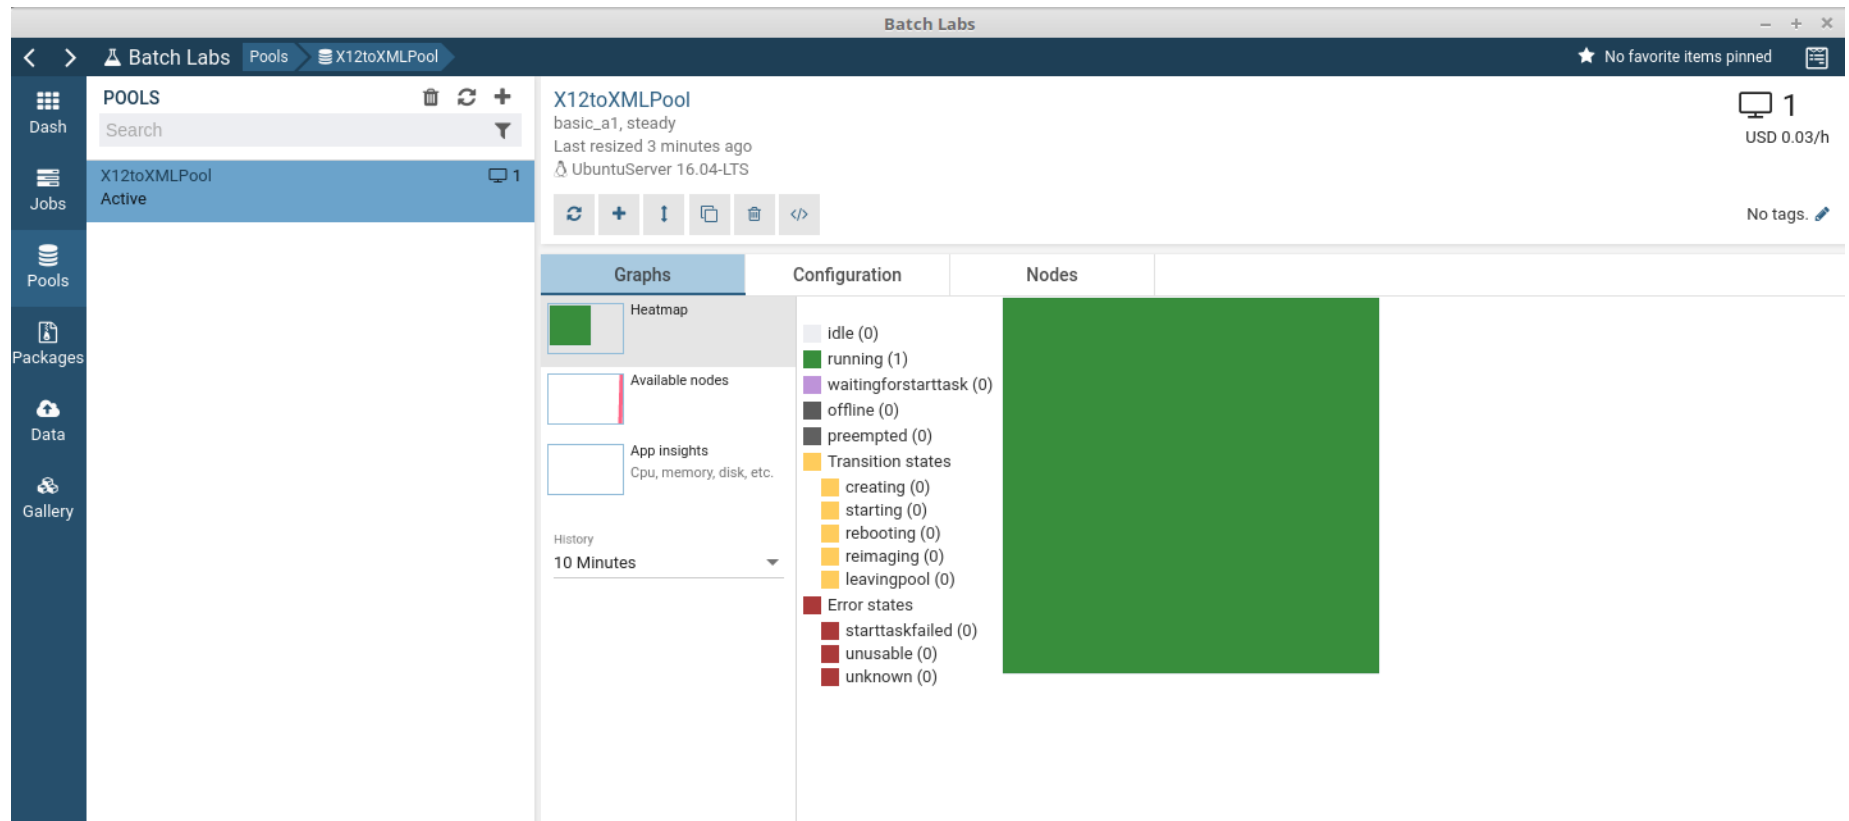 Batch Labs
Batch Labs Pools X12toXMLPool No favorite items pinned
Dash
Jobs
Pools
Packages
Data
Gallery
POOLS
Search
X12toXMLPool 1
Active
X12toXMLPool
basic_a1, steady
Last resized 3 minutes ago
UbuntuServer 16.04-LTS
1
USD 0.03/h
No tags.
Graphs Configuration Nodes
Heatmap
Available nodes
App insights
Cpu, memory, disk, etc.
History
10 Minutes
idle (0)
running (1)
waitingforstarttask (0)
offline (0)
preempted (0)
Transition states
creating (0)
starting (0)
rebooting (0)
reimaging (0)
leavingpool (0)
Error states
starttaskfailed (0)
unusable (0)
unknown (0)